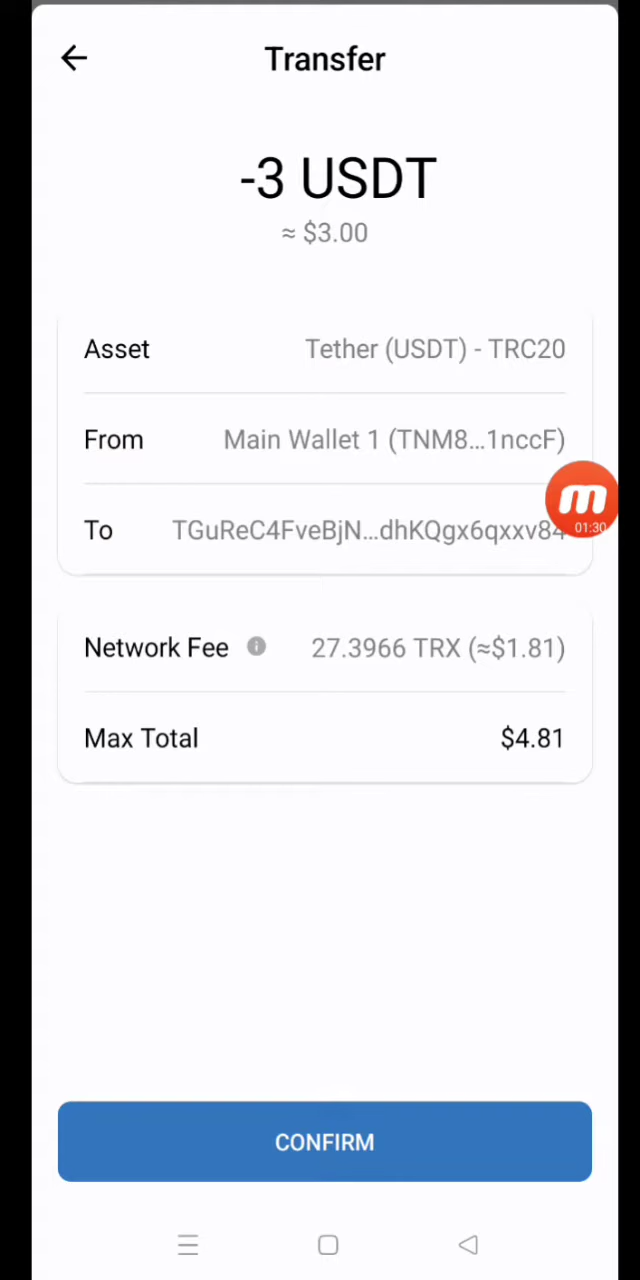 Transfer
-3 USDT
≈ $3.00
Asset Tether (USDT) - TRC20
From Main Wallet 1 (TNM8...1nccF)
To TGuReC4FveBjN...dhKQgx6qxxv84
01:30
Network Fee 27.3966 TRX (≈$1.81)
Max Total $4.81
CONFIRM